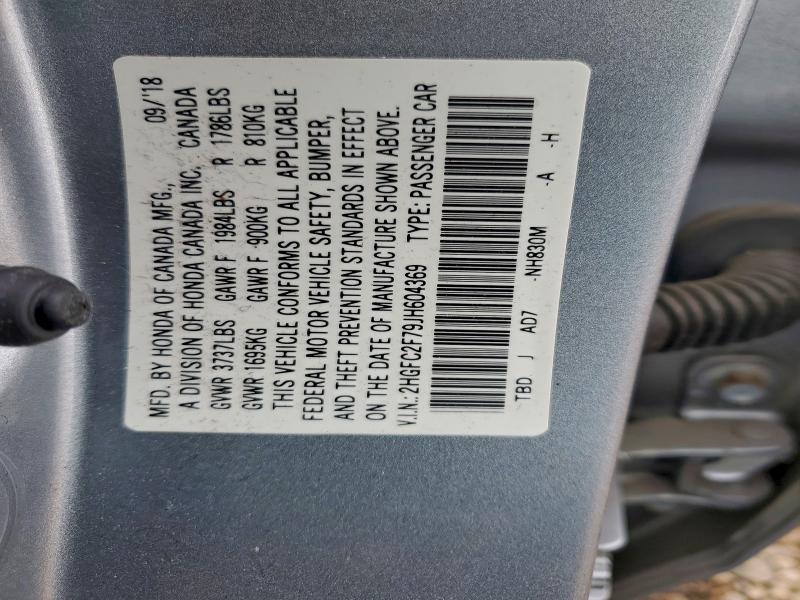 MFD. BY HONDA OF CANADA MFG., 09/'18
A DIVISION OF HONDA CANADA INC. CANADA
GVWR 3737LBS GAWR F 1984LBS R 1786LBS
GVWR 1699KG GAWR F 900KG R 810KG
THIS VEHICLE CONFORMS TO ALL APPLICABLE
FEDERAL MOTOR VEHICLE SAFETY, BUMPER,
AND THEFT PREVENTION STANDARDS IN EFFECT
ON THE DATE OF MANUFACTURE SHOWN ABOVE.
V.I.N.: 2HGFC2F79JH604369 TYPE: PASSENGER CAR
TBD J AD7 -NH830M -A -H